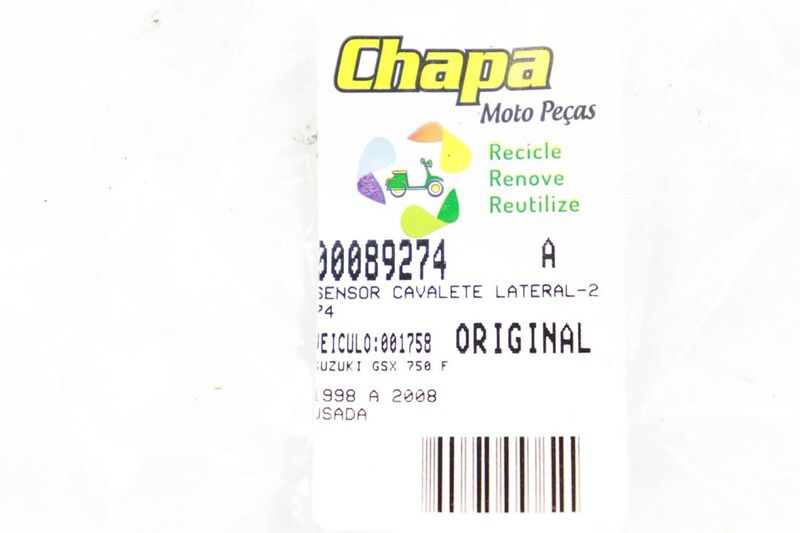 Chapa
Moto Peças
Recicle
Renove
Reutilize
00089274 A
SENSOR CAVALETE LATERAL-2
74
VEICULO:001758 ORIGINAL
SUZUKI GSX 750 F
1998 A 2008
USADA